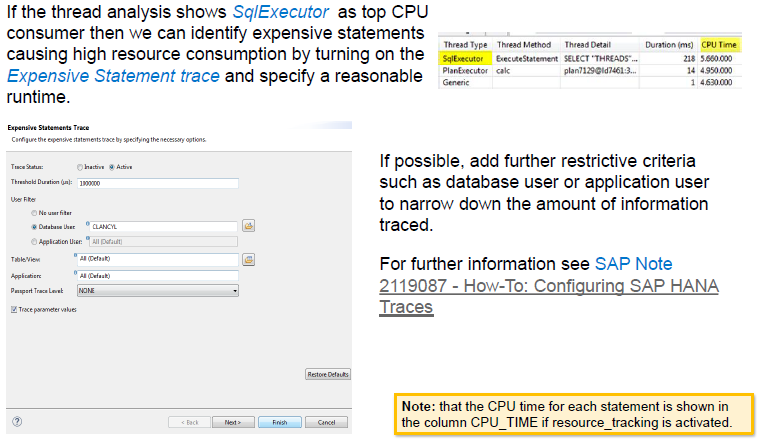 If the thread analysis shows SqlExecutor as top CPU
consumer then we can identify expensive statements
causing high resource consumption by turning on the
Expensive Statement trace and specify a reasonable
runtime.
Thread Type Thread Method Thread Detail Duration (ms) CPU Time
SqlExecutor ExecuteStatement SELECT "THREADS"... 218 5.660.000
PlanExecutor calc plan7129@ld7461:3... 14 4.950.000
Generic 1 4.630.000
Expensive Statements Trace
Configure the expensive statements trace by specifying the necessary options.
Trace Status: Inactive Active
Threshold Duration (µs): 1000000
User Filter
No user filter
Database User: CLANCYL
Application User: All (Default)
Table/View: All (Default)
Application: All (Default)
Passport Trace Level: NONE
Trace parameter values
Restore Defaults
< Back Next > Finish Cancel
If possible, add further restrictive criteria
such as database user or application user
to narrow down the amount of information
traced.
For further information see SAP Note
2119087 - How-To: Configuring SAP HANA
Traces
Note: that the CPU time for each statement is shown in
the column CPU_TIME if resource_tracking is activated.